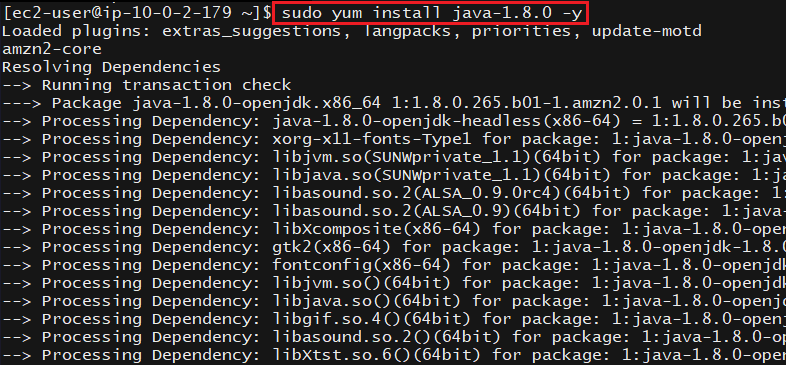 [ec2-user@ip-10-0-2-179 ~]$ sudo yum install java-1.8.0 -y
Loaded plugins: extras_suggestions, langpacks, priorities, update-motd
amzn2-core
Resolving Dependencies
--> Running transaction check
---> Package java-1.8.0-openjdk.x86_64 1:1.8.0.265.b01-1.amzn2.0.1 will be inst
--> Processing Dependency: java-1.8.0-openjdk-headless(x86-64) = 1:1.8.0.265.b0
--> Processing Dependency: xorg-x11-fonts-Type1 for package: 1:java-1.8.0-openj
--> Processing Dependency: libjvm.so(SUNWprivate_1.1)(64bit) for package: 1:jav
--> Processing Dependency: libjava.so(SUNWprivate_1.1)(64bit) for package: 1:ja
--> Processing Dependency: libasound.so.2(ALSA_0.9.0rc4)(64bit) for package: 1:
--> Processing Dependency: libasound.so.2(ALSA_0.9)(64bit) for package: 1:java-
--> Processing Dependency: libXcomposite(x86-64) for package: 1:java-1.8.0-open
--> Processing Dependency: gtk2(x86-64) for package: 1:java-1.8.0-openjdk-1.8.0
--> Processing Dependency: fontconfig(x86-64) for package: 1:java-1.8.0-openjdk
--> Processing Dependency: libjvm.so()(64bit) for package: 1:java-1.8.0-openjdk
--> Processing Dependency: libjava.so()(64bit) for package: 1:java-1.8.0-openjd
--> Processing Dependency: libgif.so.4()(64bit) for package: 1:java-1.8.0-openj
--> Processing Dependency: libasound.so.2()(64bit) for package: 1:java-1.8.0-op
--> Processing Dependency: libXtst.so.6()(64bit) for package: 1:java-1.8.0-open